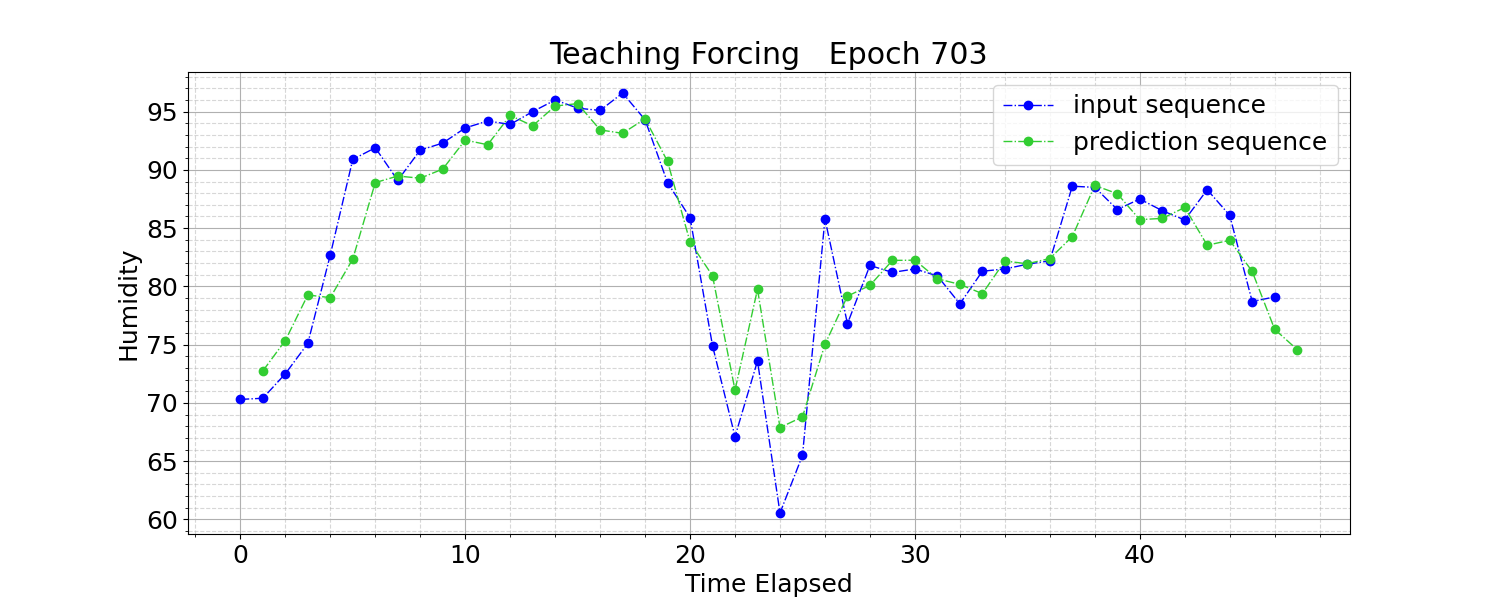 Teaching Forcing   Epoch 703
input sequence
prediction sequence
Humidity
95
90
85
80
75
70
65
60
0 10 20 30 40
Time Elapsed